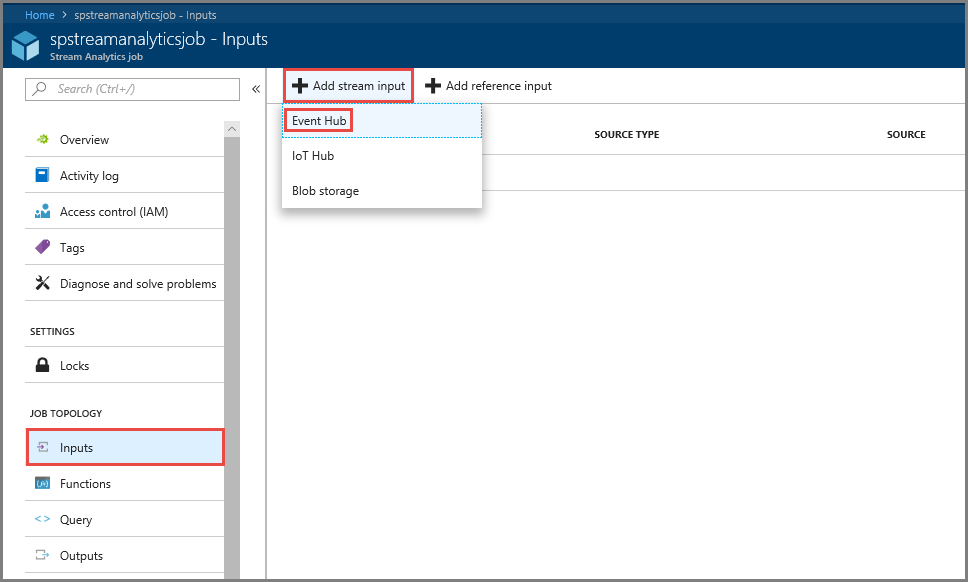 Home > spstreamanalyticsjob - Inputs
spstreamanalyticsjob - Inputs
Stream Analytics job
Search (Ctrl+/)
«
Overview
Activity log
Access control (IAM)
Tags
Diagnose and solve problems
SETTINGS
Locks
JOB TOPOLOGY
Inputs
Functions
Query
Outputs
Add stream input
Add reference input
Event Hub
IoT Hub
Blob storage
SOURCE TYPE
SOURCE